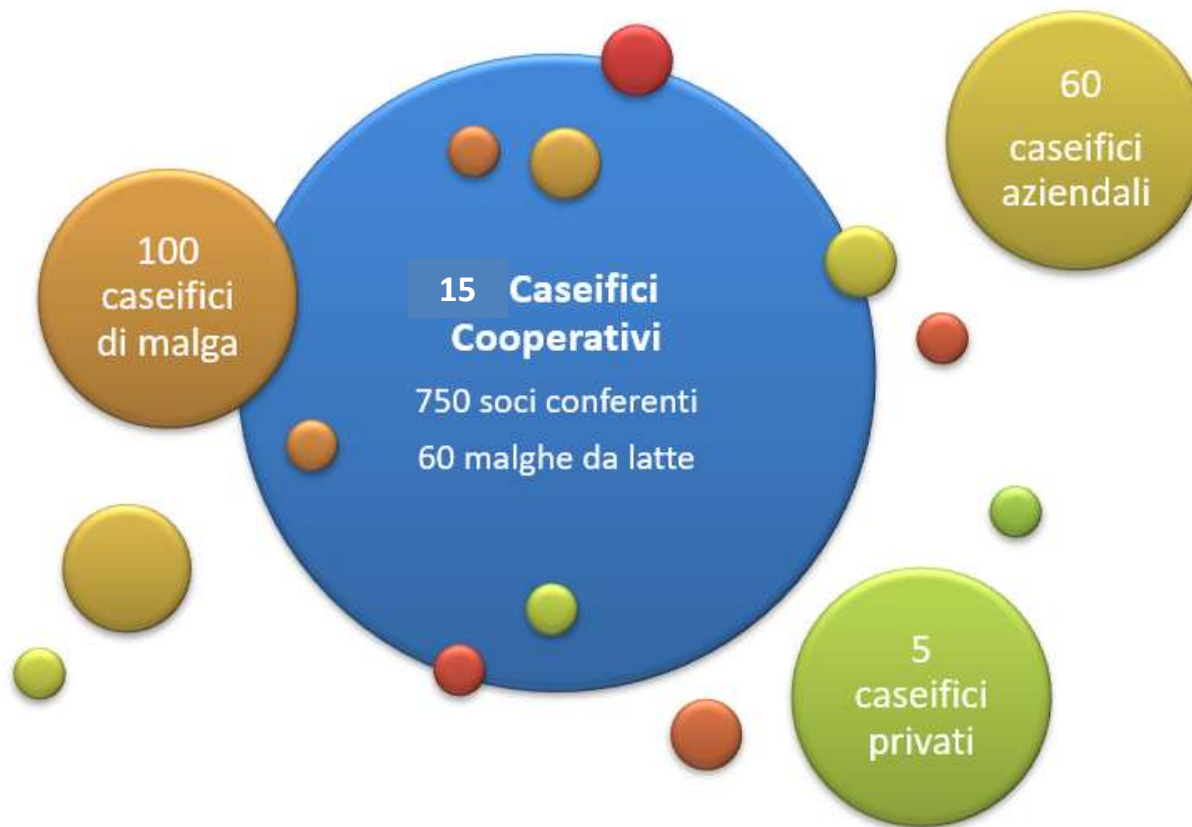 60
caseifici
aziendali
100
caseifici
di malga
15 Caseifici
Cooperativi
750 soci conferenti
60 malghe da latte
5
caseifici
privati